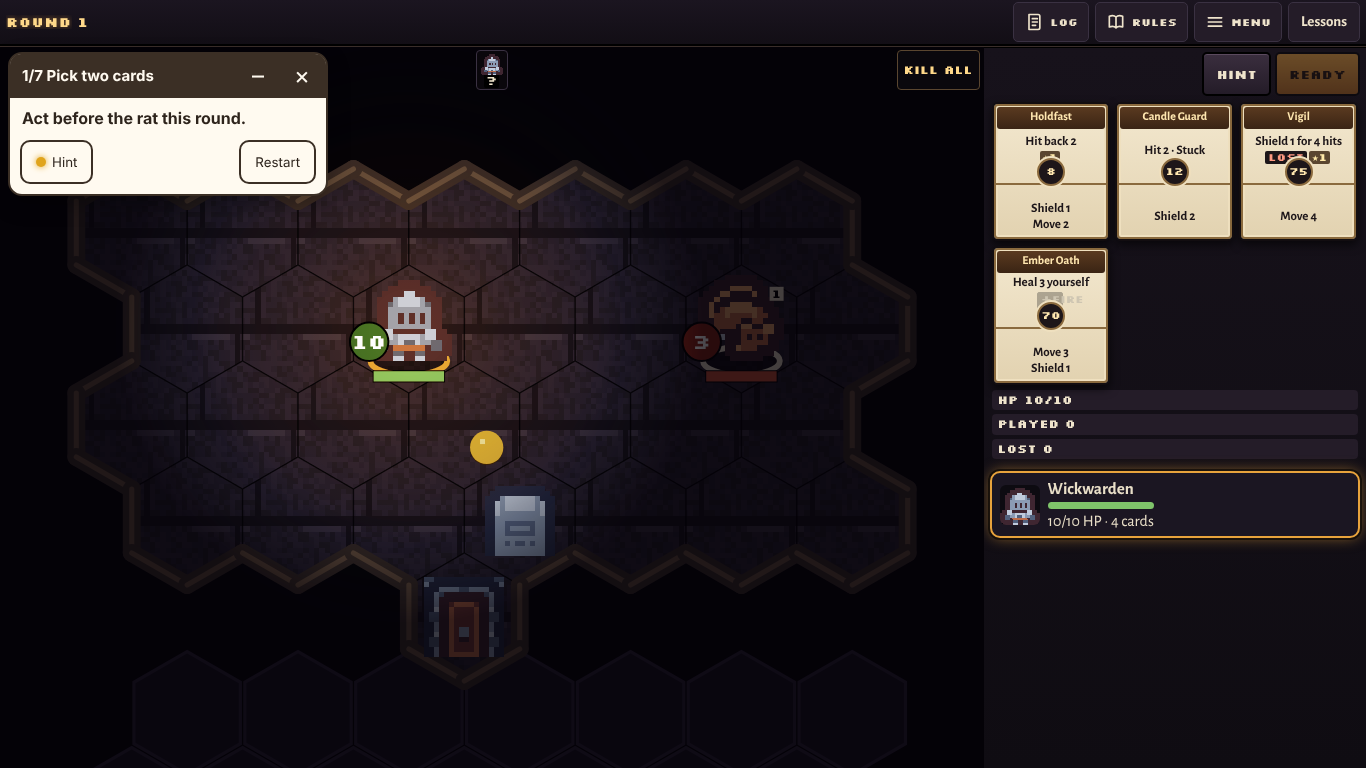 ROUND 1
LOG
RULES
MENU
Lessons
1/7 Pick two cards
Act before the rat this round.
Hint
Restart
?
KILL ALL
HINT
READY
Holdfast
Hit back 2
8
Shield 1
Move 2
Candle Guard
Hit 2 · Stuck
12
Shield 2
Vigil
Shield 1 for 4 hits
★1
75
Move 4
Ember Oath
Heal 3 yourself
70
Move 3
Shield 1
10
3
1
HP 10/10
PLAYED 0
LOST 0
Wickwarden
10/10 HP · 4 cards